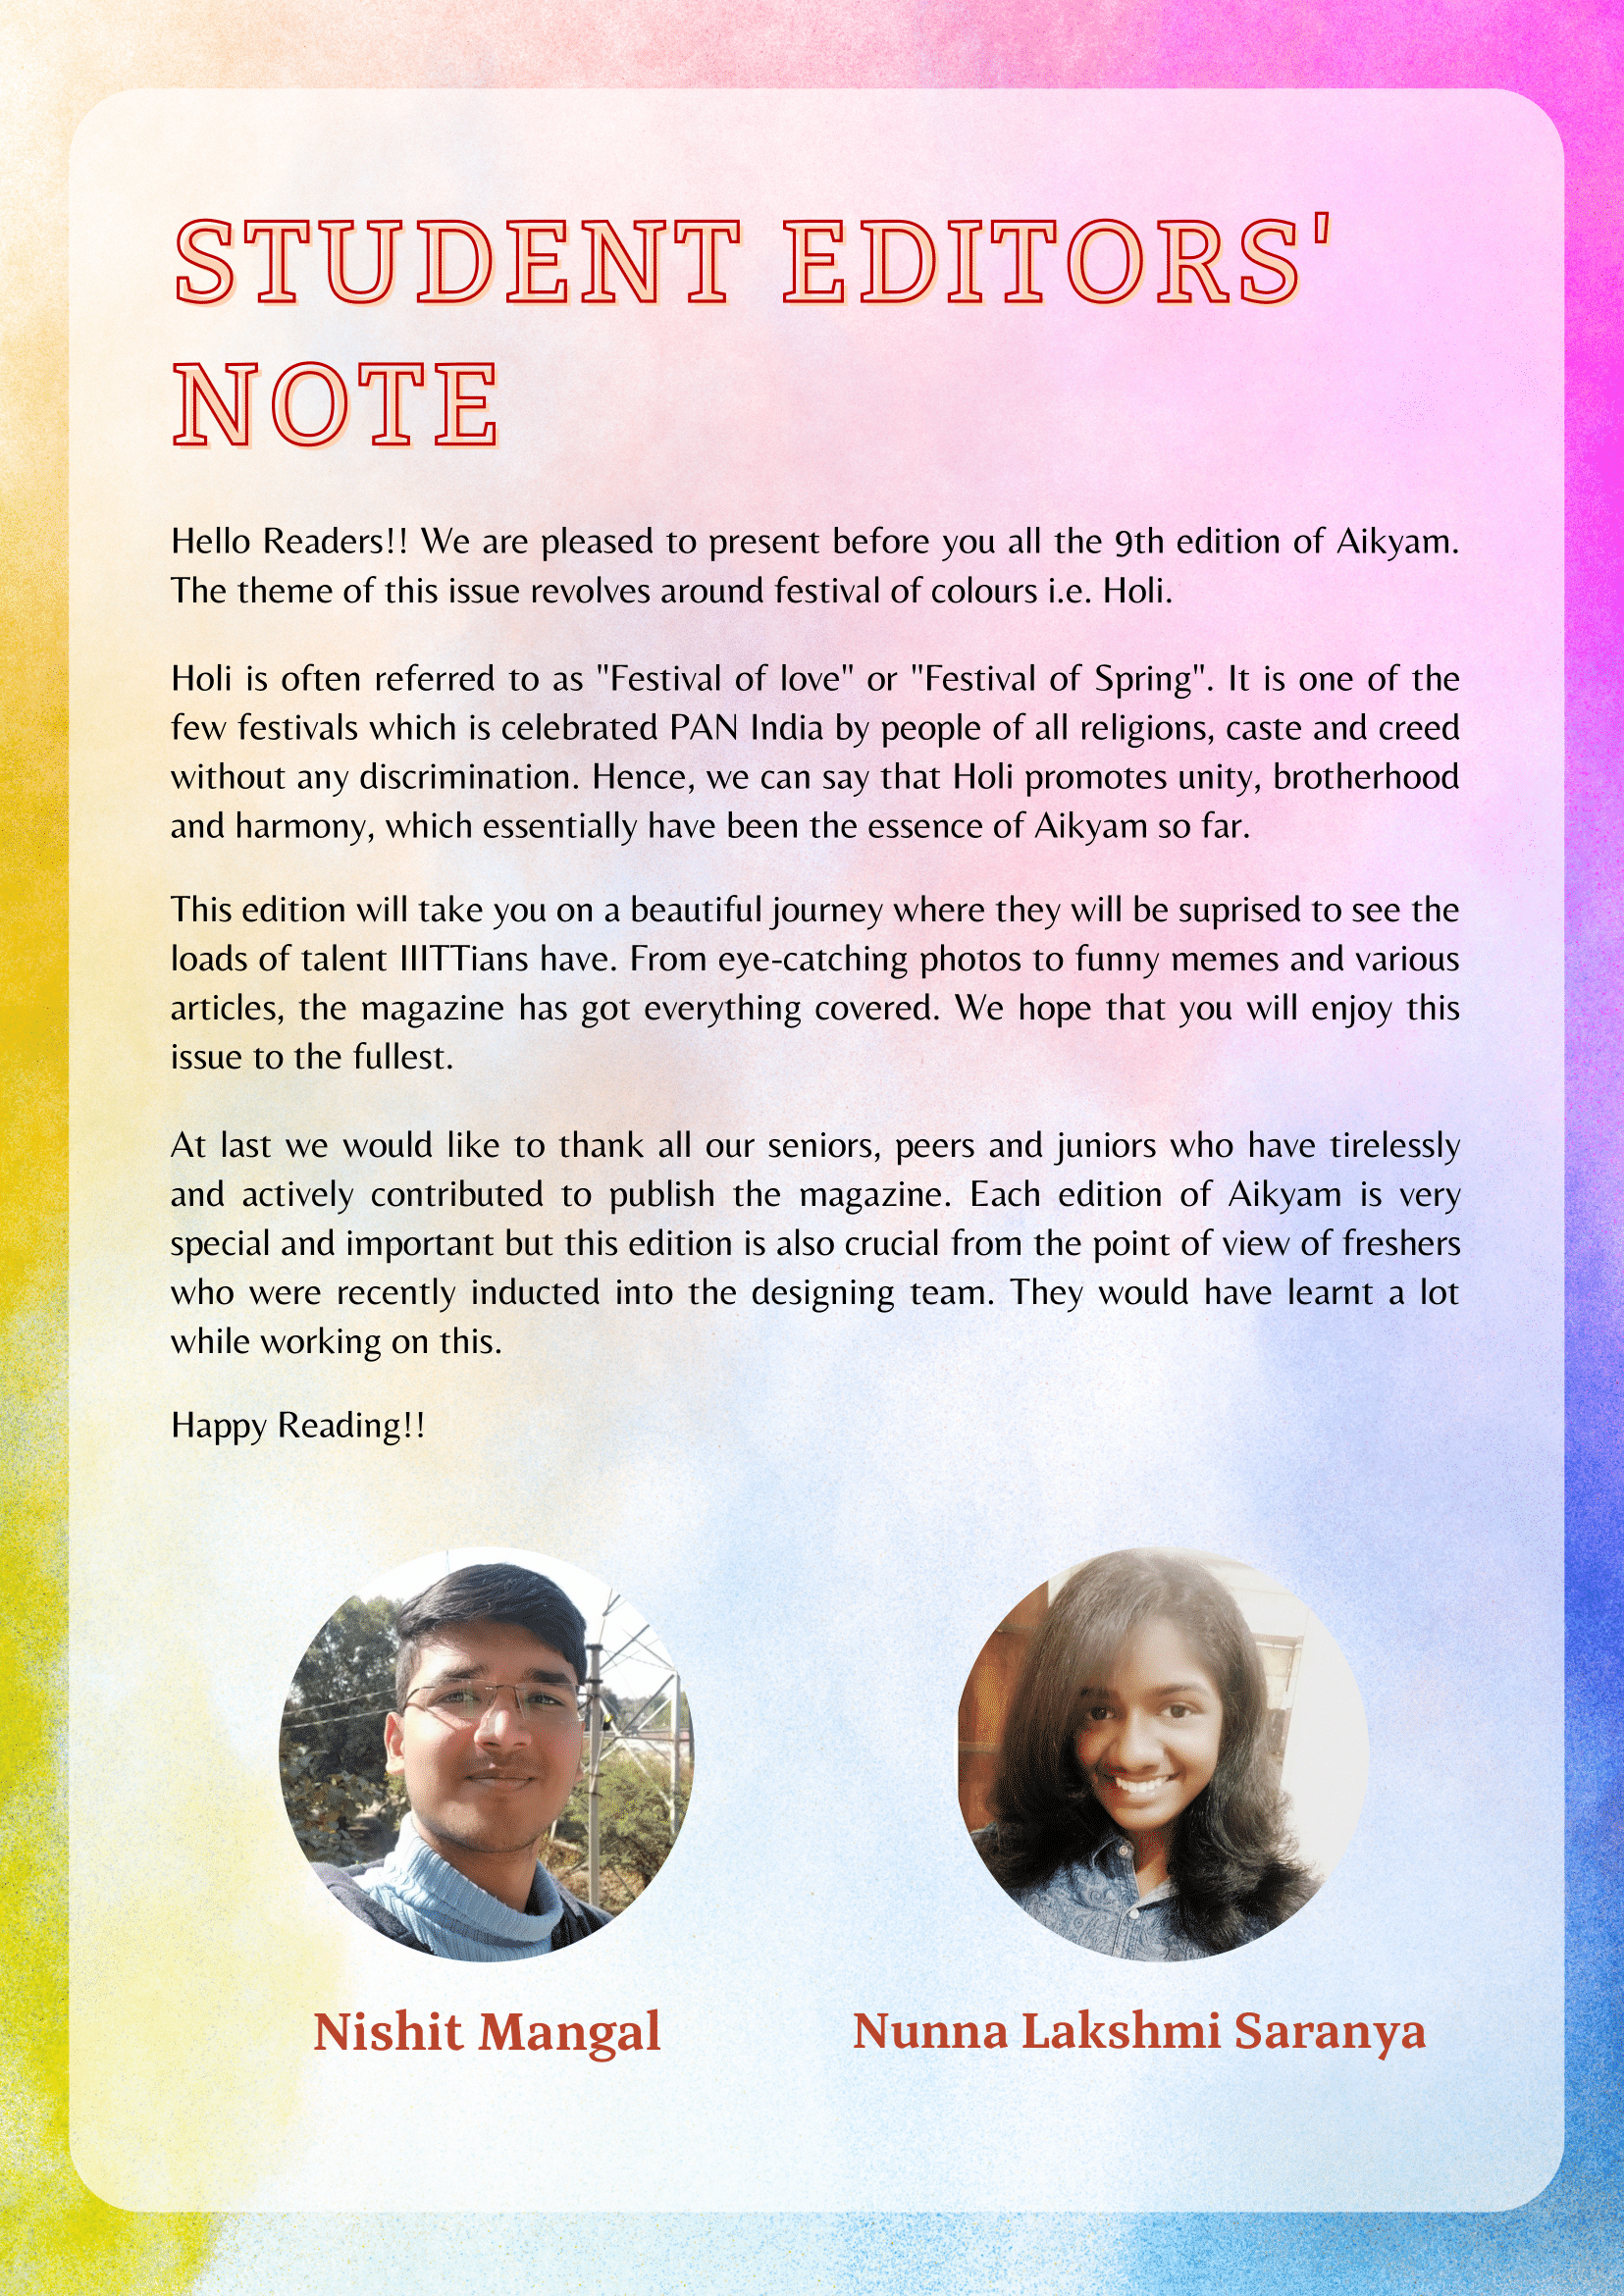 STUDENT EDITORS'
NOTE
Hello Readers!! We are pleased to present before you all the 9th edition of Aikyam.
The theme of this issue revolves around festival of colours i.e. Holi.
Holi is often referred to as "Festival of love" or "Festival of Spring". It is one of the
few festivals which is celebrated PAN India by people of all religions, caste and creed
without any discrimination. Hence, we can say that Holi promotes unity, brotherhood
and harmony, which essentially have been the essence of Aikyam so far.
This edition will take you on a beautiful journey where they will be suprised to see the
loads of talent IIITTians have. From eye-catching photos to funny memes and various
articles, the magazine has got everything covered. We hope that you will enjoy this
issue to the fullest.
At last we would like to thank all our seniors, peers and juniors who have tirelessly
and actively contributed to publish the magazine. Each edition of Aikyam is very
special and important but this edition is also crucial from the point of view of freshers
who were recently inducted into the designing team. They would have learnt a lot
while working on this.
Happy Reading!!
Nishit Mangal
Nunna Lakshmi Saranya